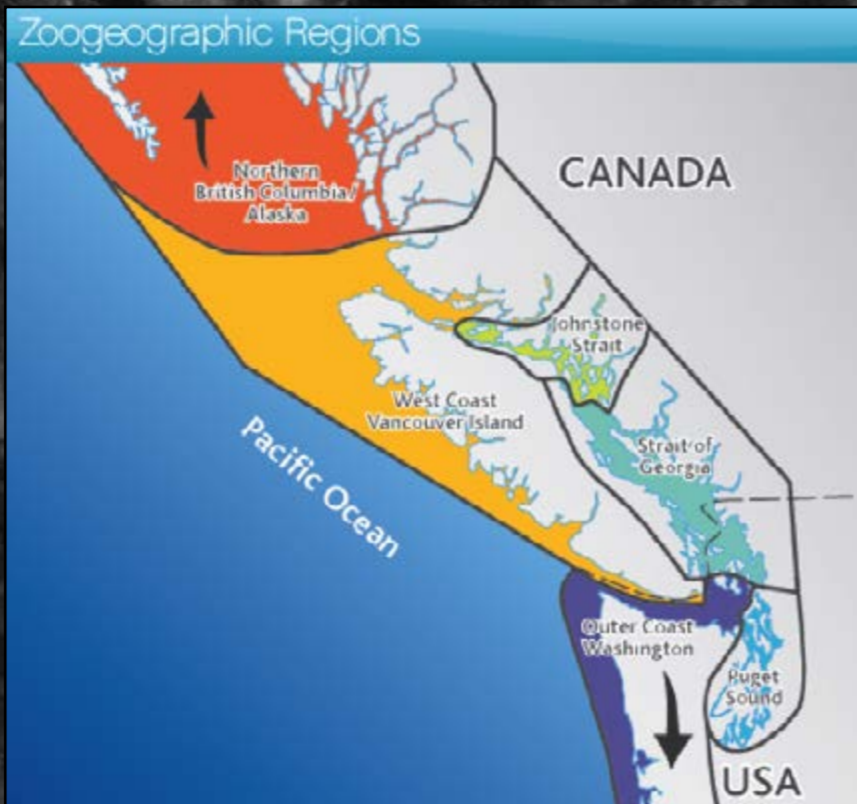 Zoogeographic Regions
CANADA
Northern
British Columbia/
Alaska
Johnstone
Strait
West Coast
Vancouver Island
Strait of
Georgia
Pacific Ocean
Outer Coast
Washington
Puget
Sound
USA